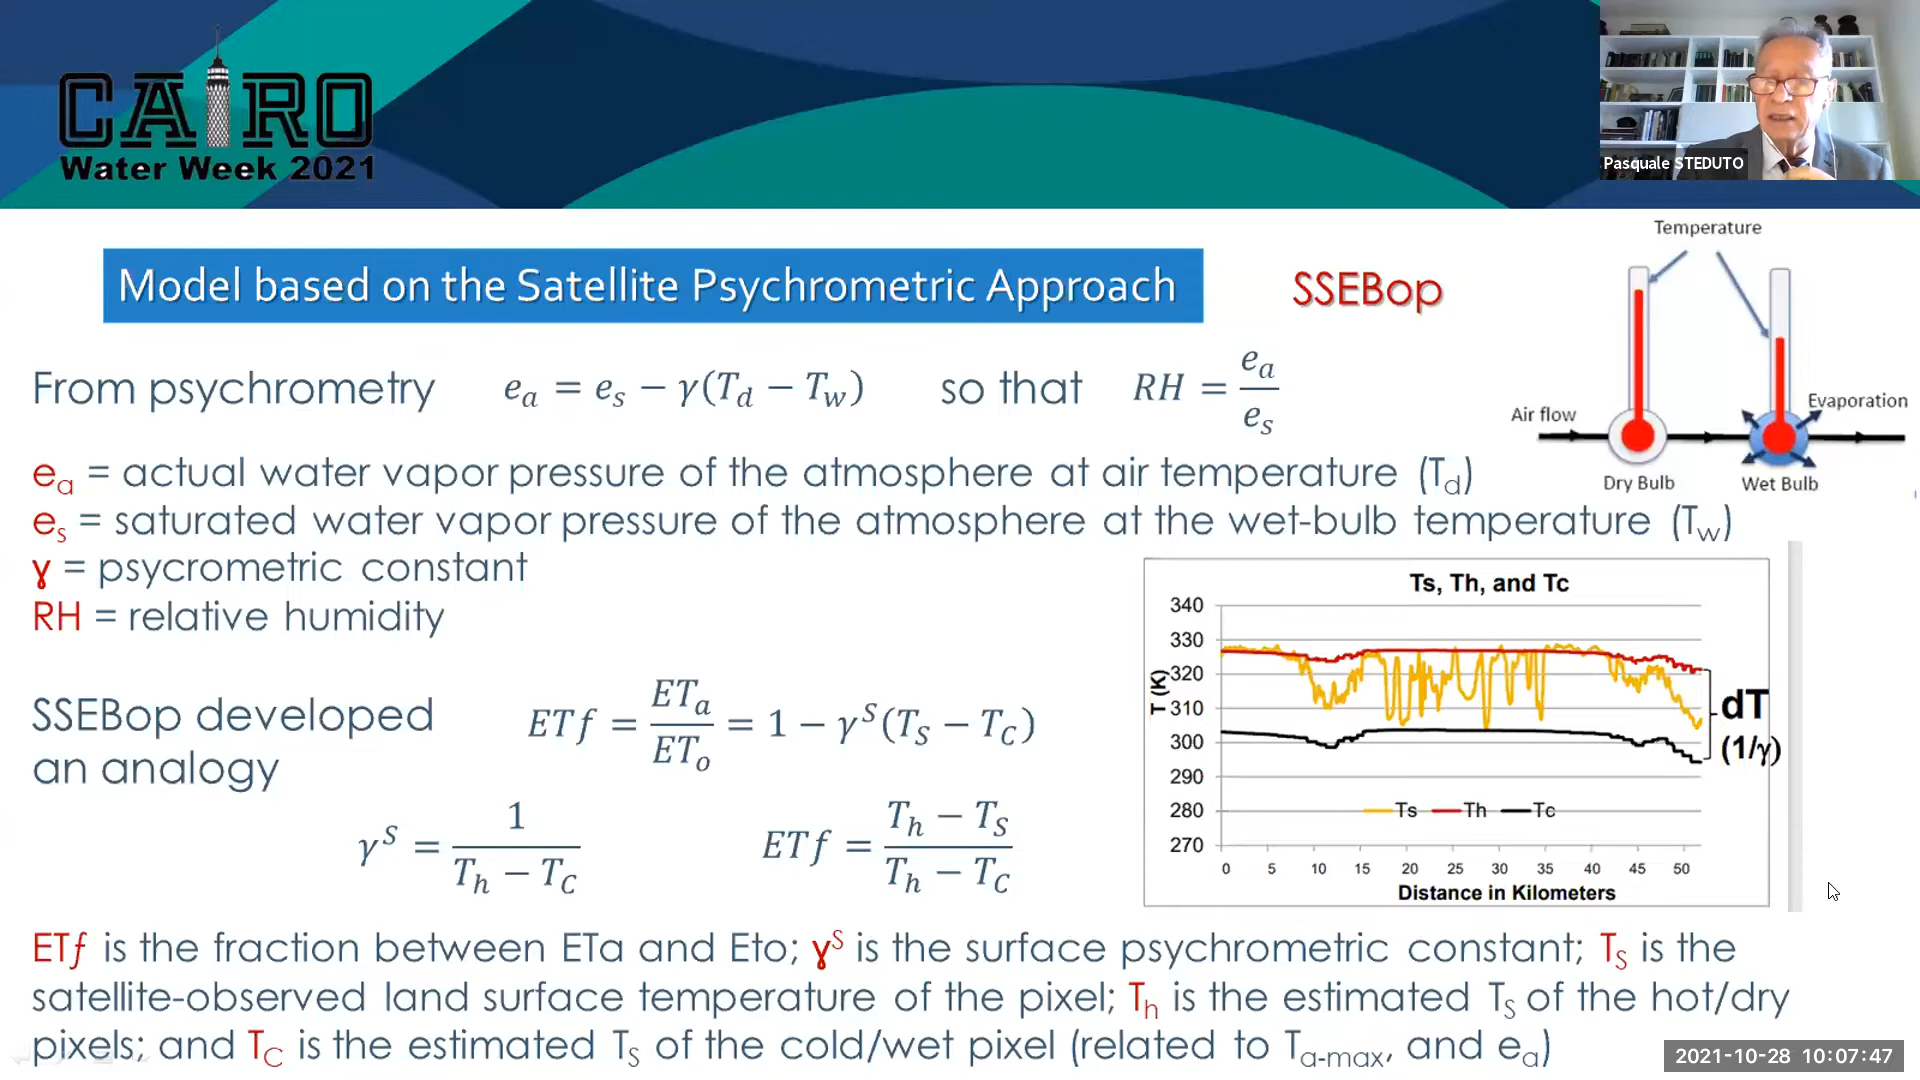 CAIRO
Water Week 2021
Pasquale STEDUTO
Model based on the Satellite Psychrometric Approach
SSEBop
Temperature
Air flow
Evaporation
Dry Bulb
Wet Bulb
From psychrometry e_a = e_s − γ(T_d − T_w) so that RH = e_a / e_s
e_a = actual water vapor pressure of the atmosphere at air temperature (T_d)
e_s = saturated water vapor pressure of the atmosphere at the wet-bulb temperature (T_w)
γ = psycrometric constant
RH = relative humidity
SSEBop developed
an analogy
ETf = ET_a / ET_o = 1 − γ^S(T_S − T_C)
γ^S = 1 / (T_h − T_C)
ETf = (T_h − T_S) / (T_h − T_C)
Ts, Th, and Tc
T (K)
340
330
320
310
300
290
280
270
dT
(1/γ)
Ts Th Tc
0 5 10 15 20 25 30 35 40 45 50
Distance in Kilometers
ETf is the fraction between ETa and Eto; γ^S is the surface psychrometric constant; T_S is the
satellite-observed land surface temperature of the pixel; T_h is the estimated T_S of the hot/dry
pixels; and T_C is the estimated T_S of the cold/wet pixel (related to T_a-max, and e_a)
2021-10-28 10:07:47